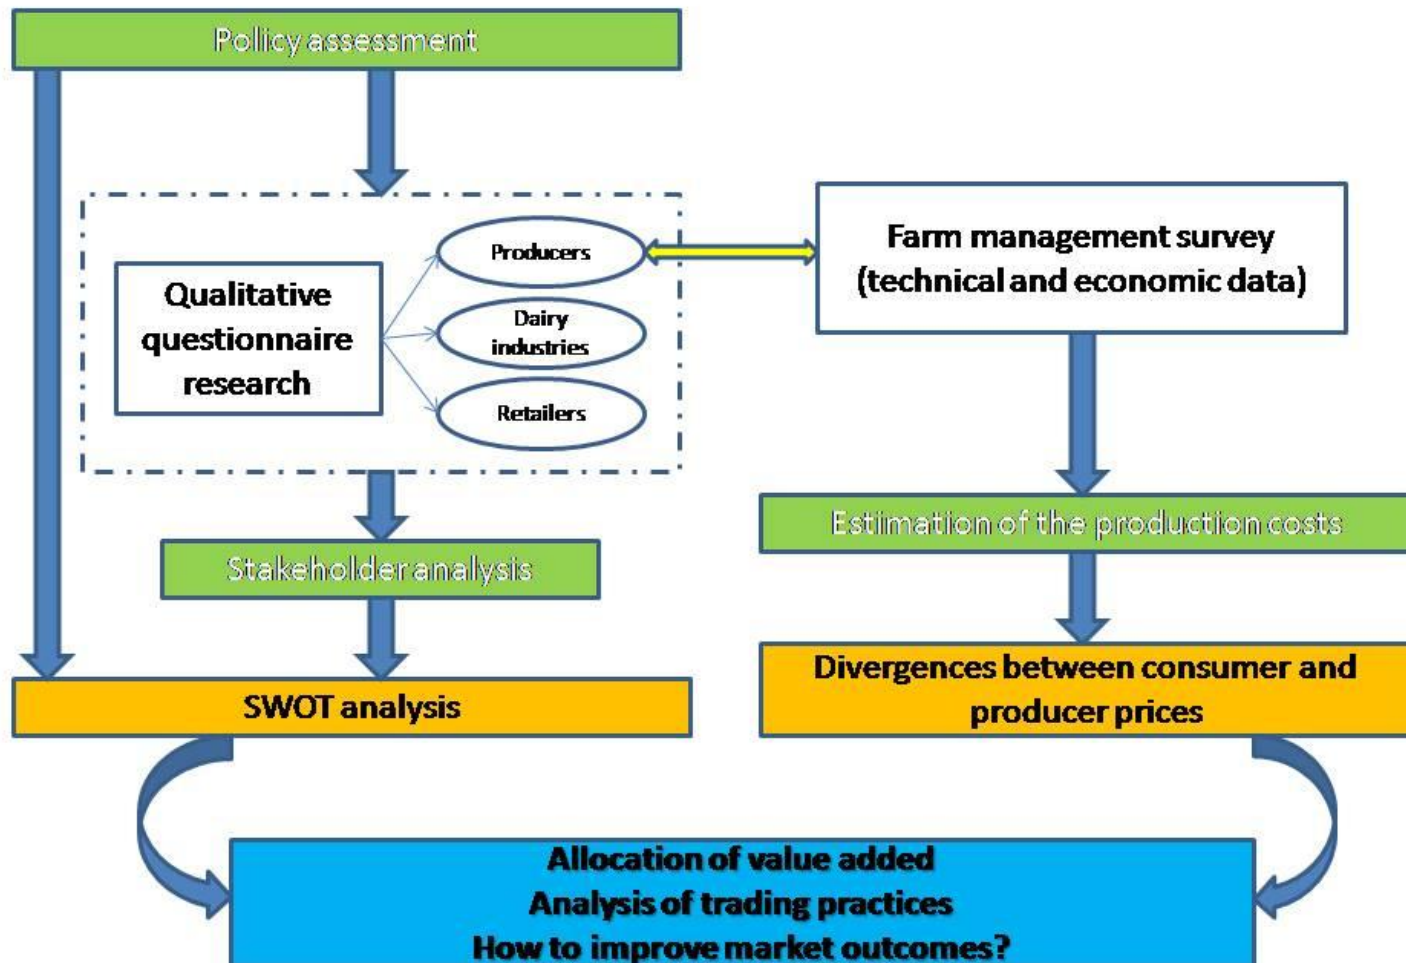 Policy assessment
Qualitative
questionnaire
research
Producers
Dairy
industries
Retailers
Farm management survey
(technical and economic data)
Stakeholder analysis
Estimation of the production costs
SWOT analysis
Divergences between consumer and
producer prices
Allocation of value added
Analysis of trading practices
How to improve market outcomes?